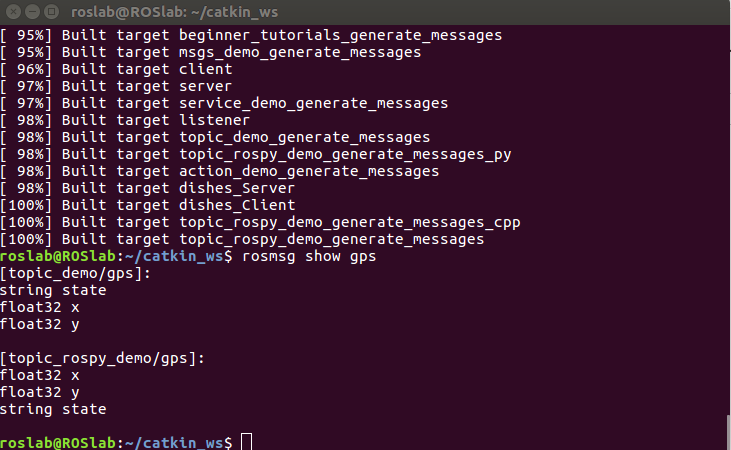 roslab@ROSlab: ~/catkin_ws
[ 95%] Built target beginner_tutorials_generate_messages
[ 95%] Built target msgs_demo_generate_messages
[ 96%] Built target client
[ 97%] Built target server
[ 97%] Built target service_demo_generate_messages
[ 98%] Built target listener
[ 98%] Built target topic_demo_generate_messages
[ 98%] Built target topic_rospy_demo_generate_messages_py
[ 98%] Built target action_demo_generate_messages
[ 98%] Built target dishes_Server
[100%] Built target dishes_Client
[100%] Built target topic_rospy_demo_generate_messages_cpp
[100%] Built target topic_rospy_demo_generate_messages
roslab@ROSlab:~/catkin_ws$ rosmsg show gps
[topic_demo/gps]:
string state
float32 x
float32 y

[topic_rospy_demo/gps]:
float32 x
float32 y
string state

roslab@ROSlab:~/catkin_ws$